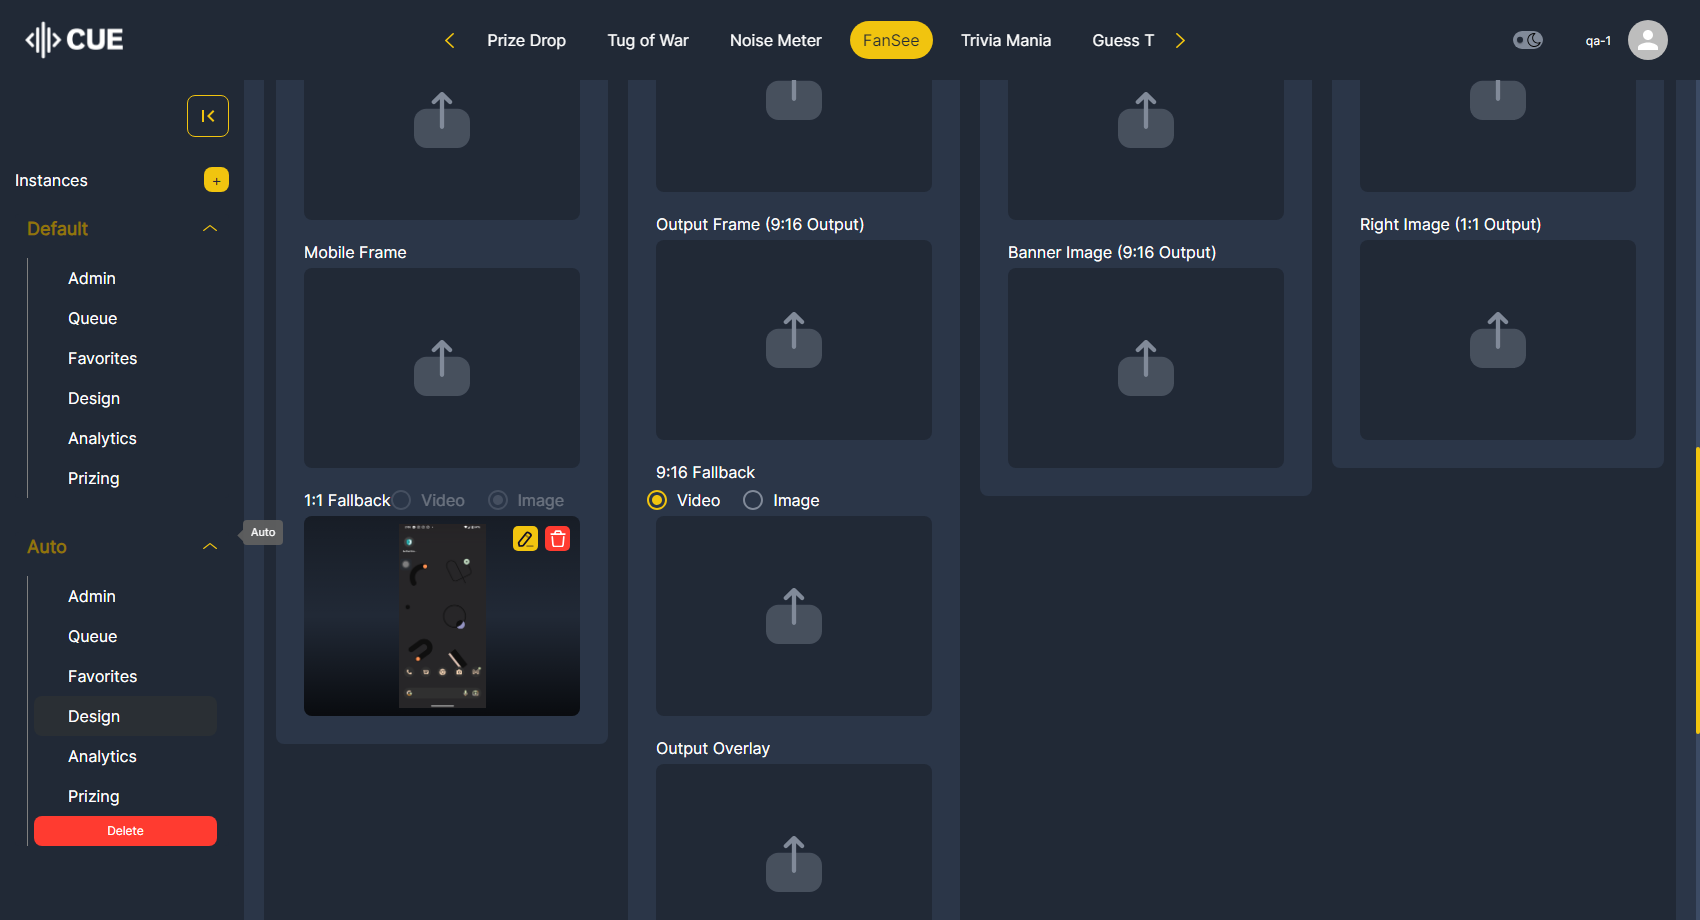 CUE
Prize Drop
Tug of War
Noise Meter
FanSee
Trivia Mania
Guess T
qa-1
Instances
+
Default
Admin
Queue
Favorites
Design
Analytics
Prizing
Auto
Auto
Admin
Queue
Favorites
Design
Analytics
Prizing
Delete
Mobile Frame
1:1 Fallback Video Image
Output Frame (9:16 Output)
9:16 Fallback
Video Image
Output Overlay
Banner Image (9:16 Output)
Right Image (1:1 Output)